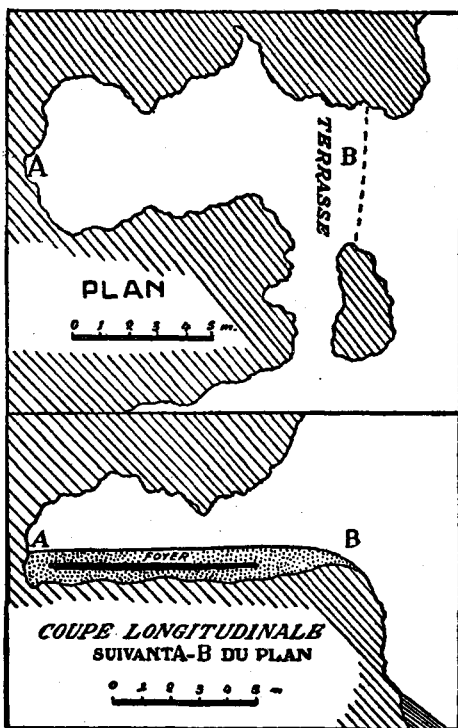 A
B
TERRASSE
PLAN
0 1 2 3 4 5 m.
A
B
FOYER
COUPE LONGITUDINALE
SUIVANT A-B DU PLAN
0 1 2 3 4 5 m